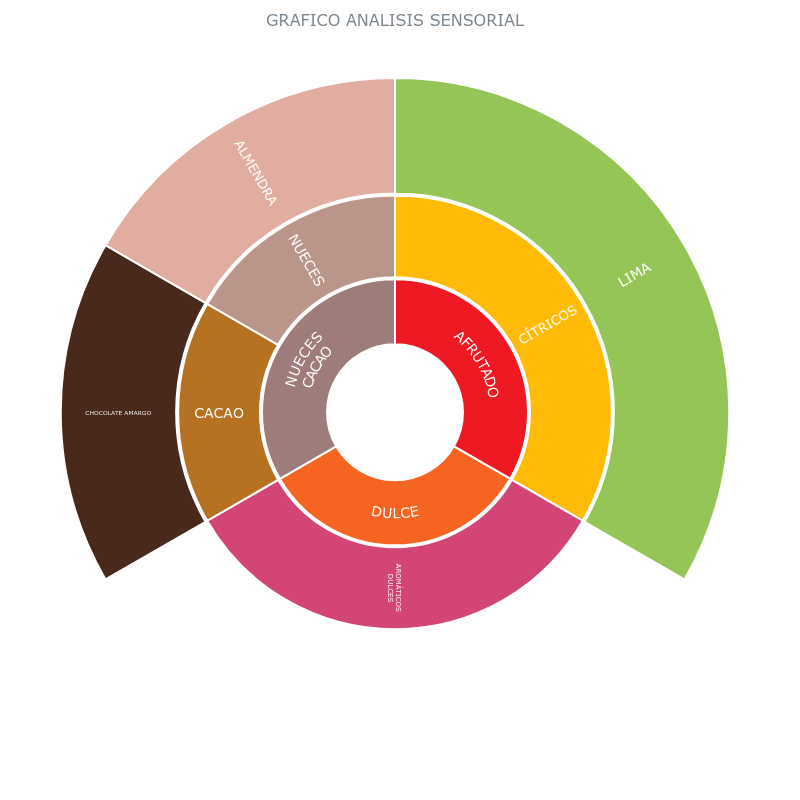 GRAFICO ANALISIS SENSORIAL
ALMENDRA
LIMA
NUECES
CÍTRICOS
NUECES
CACAO
AFRUTADO
CHOCOLATE AMARGO
CACAO
DULCE
AROMÁTICOS
DULCES